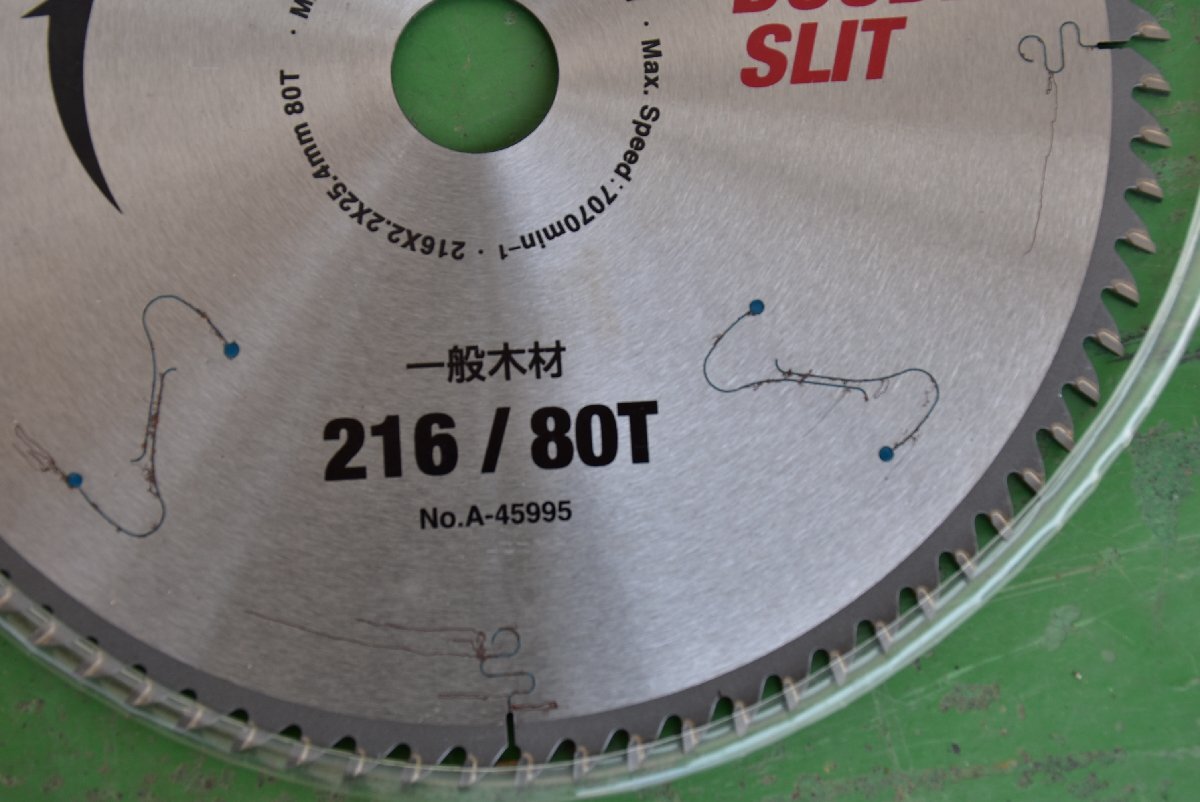 SLIT
Max. Speed:7070min⁻¹ · 216X2.2X25.4mm 80T ·
一般木材
216 / 80T
No.A-45995